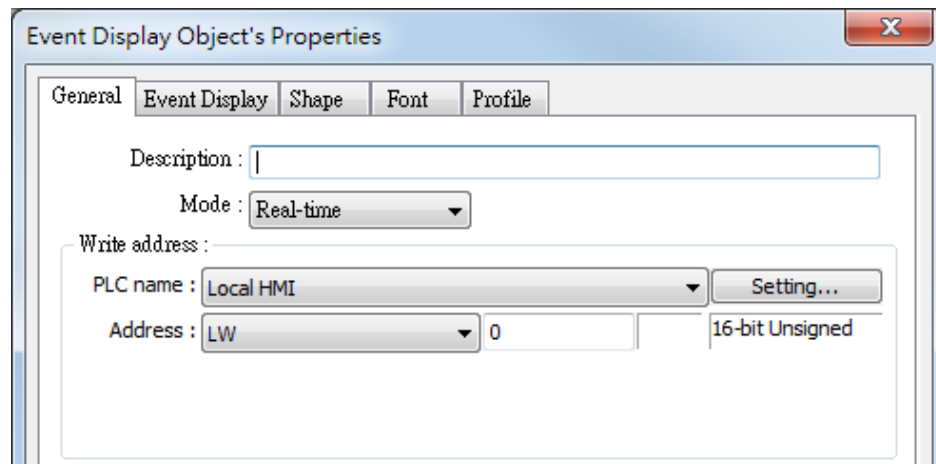 Event Display Object's Properties
General Event Display Shape Font Profile
Description :
Mode : Real-time
Write address :
PLC name : Local HMI Setting...
Address : LW 0 16-bit Unsigned